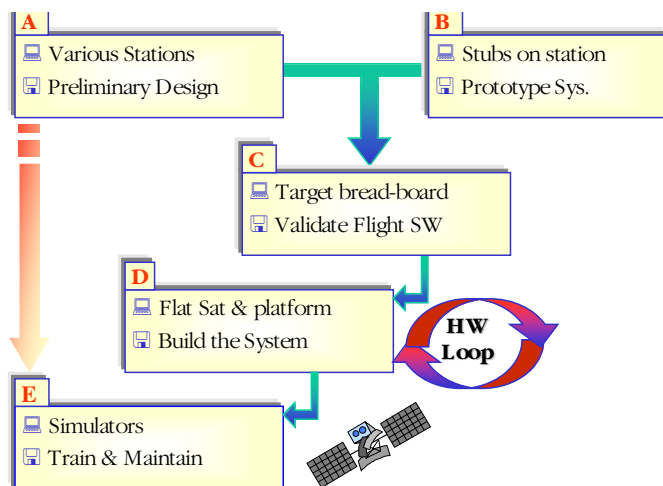 A
Various Stations
Preliminary Design
B
Stubs on station
Prototype Sys.
C
Target bread-board
Validate Flight SW
D
Flat Sat & platform
Build the System
HW
Loop
E
Simulators
Train & Maintain